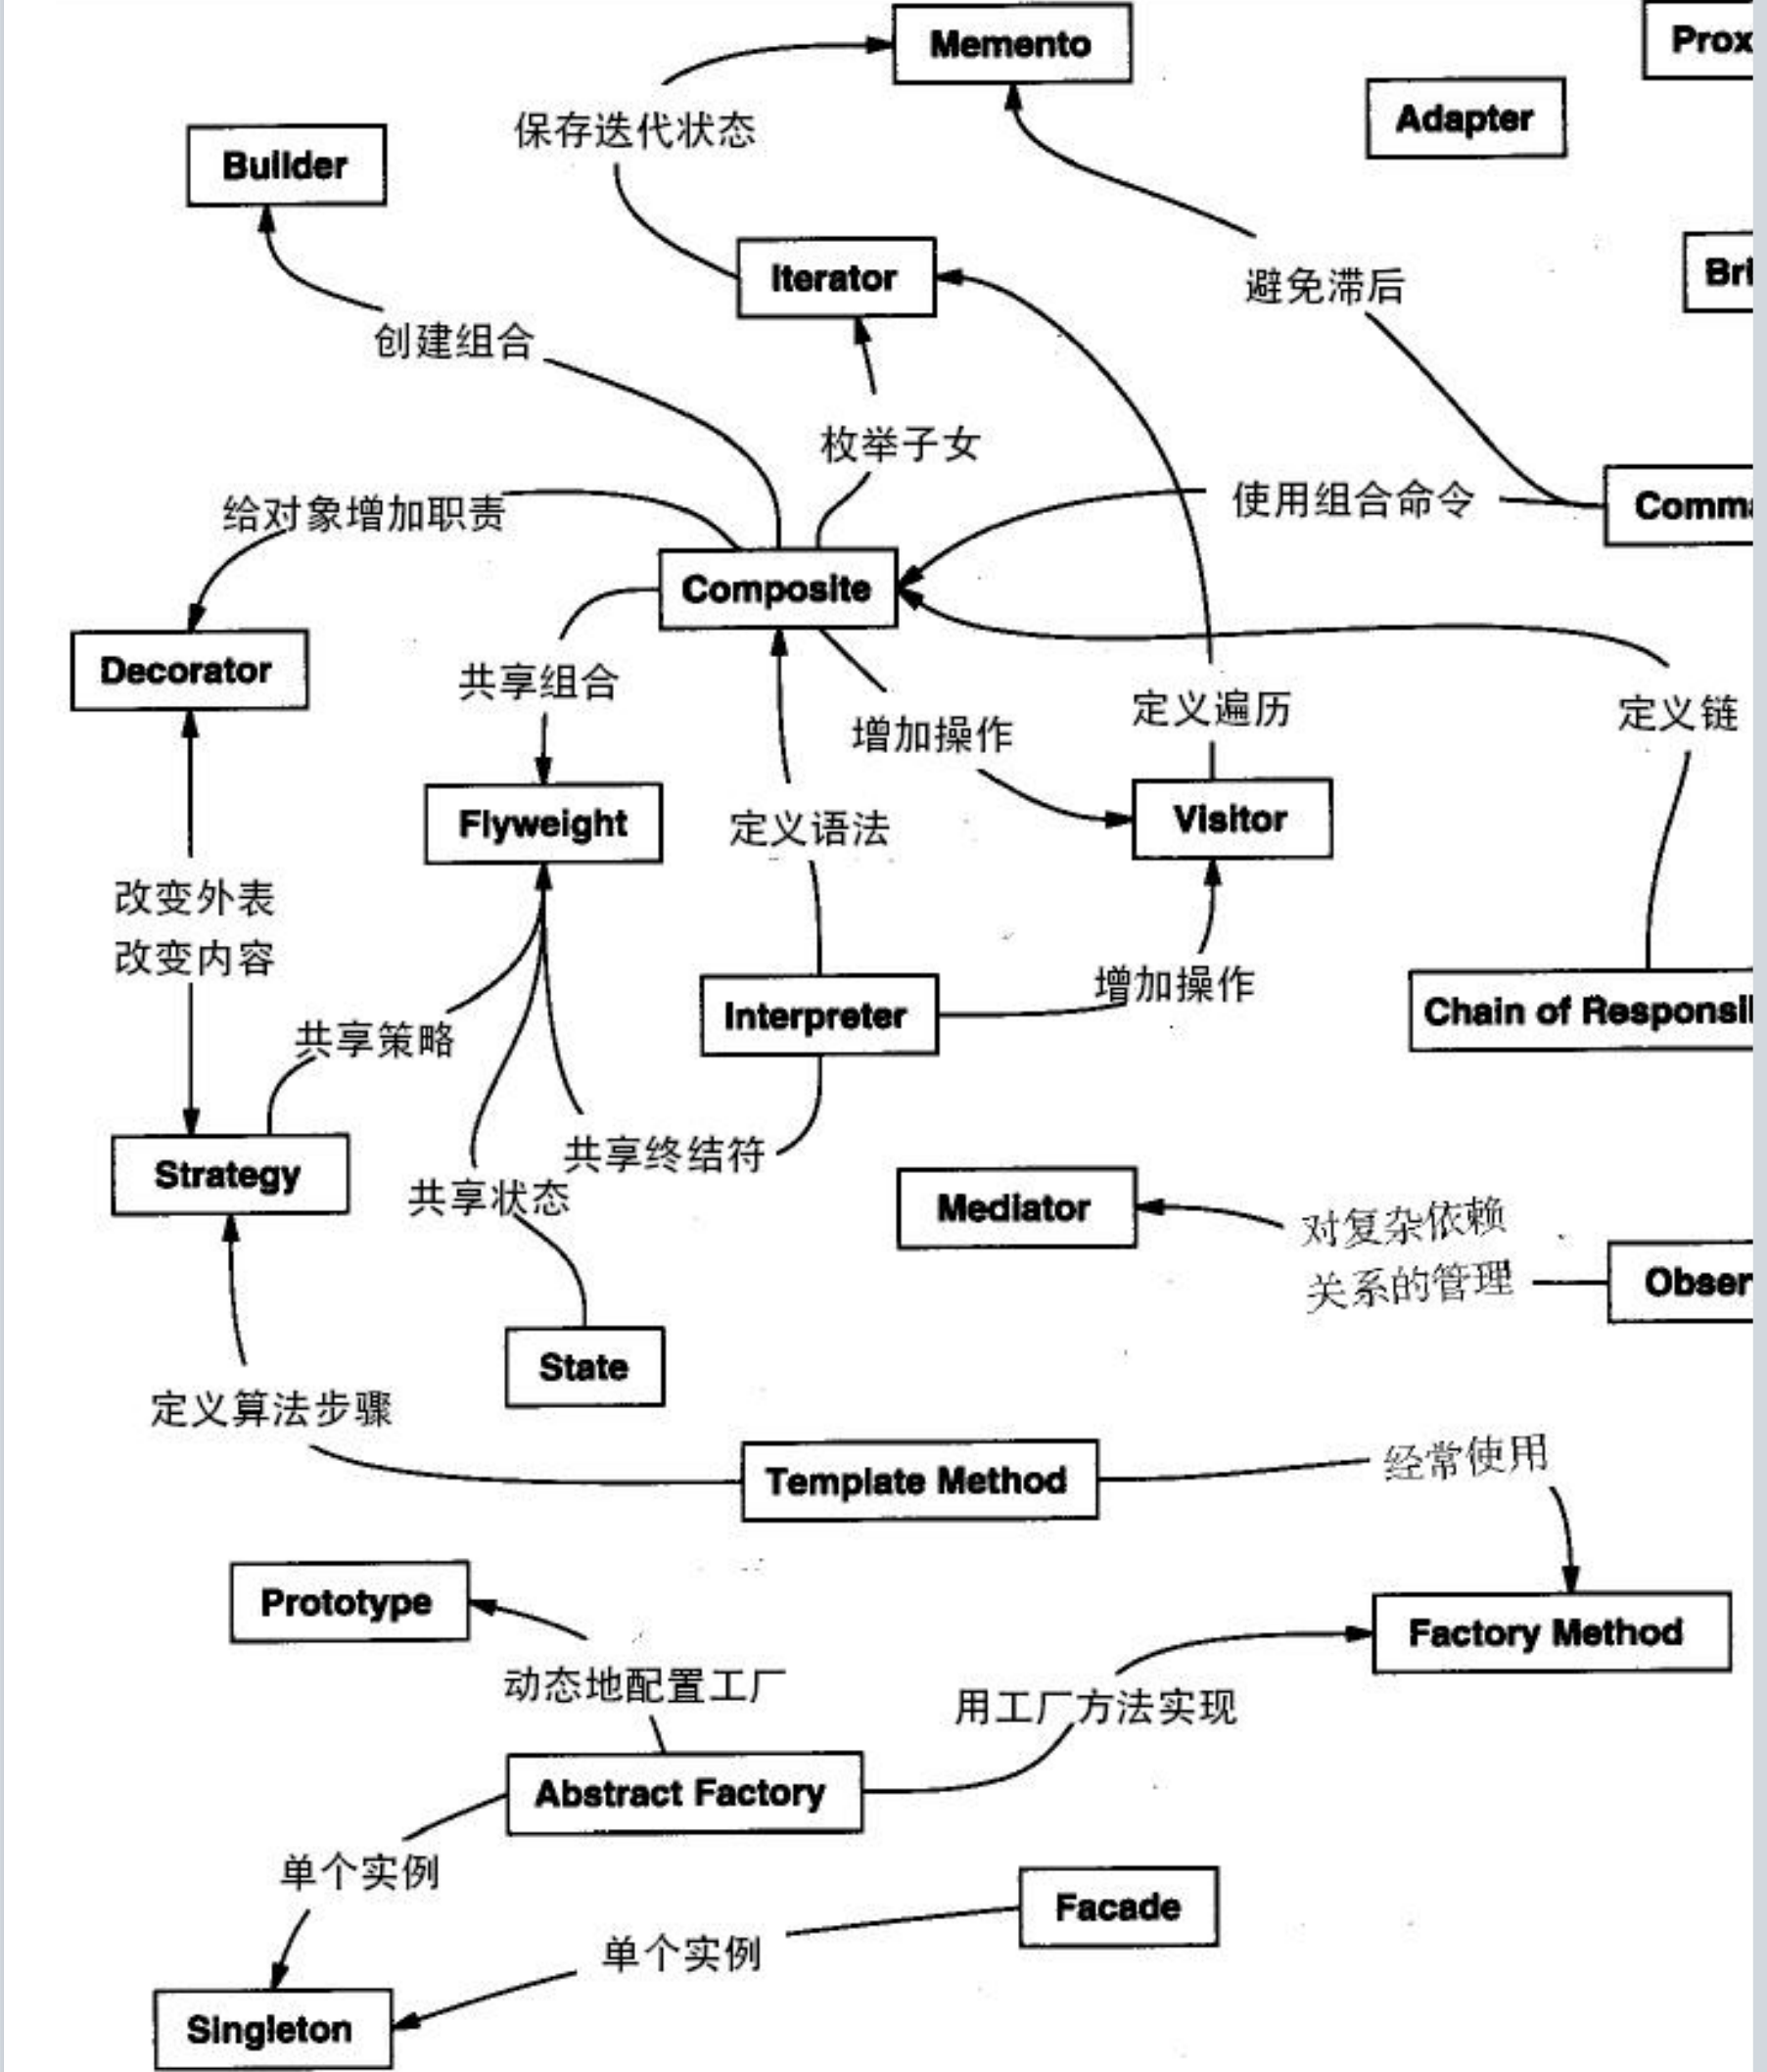 Memento
Prox
Adapter
保存迭代状态
Builder
Iterator
Bri
避免滞后
创建组合
枚举子女
使用组合命令
Comma
给对象增加职责
Composite
Decorator
共享组合
定义遍历
定义链
增加操作
Flyweight
定义语法
Visitor
改变外表
改变内容
增加操作
Interpreter
Chain of Responsi
共享策略
共享终结符
Strategy
共享状态
Mediator
对复杂依赖
关系的管理
Obser
State
定义算法步骤
Template Method
经常使用
Prototype
Factory Method
动态地配置工厂
用工厂方法实现
Abstract Factory
单个实例
Facade
单个实例
Singleton